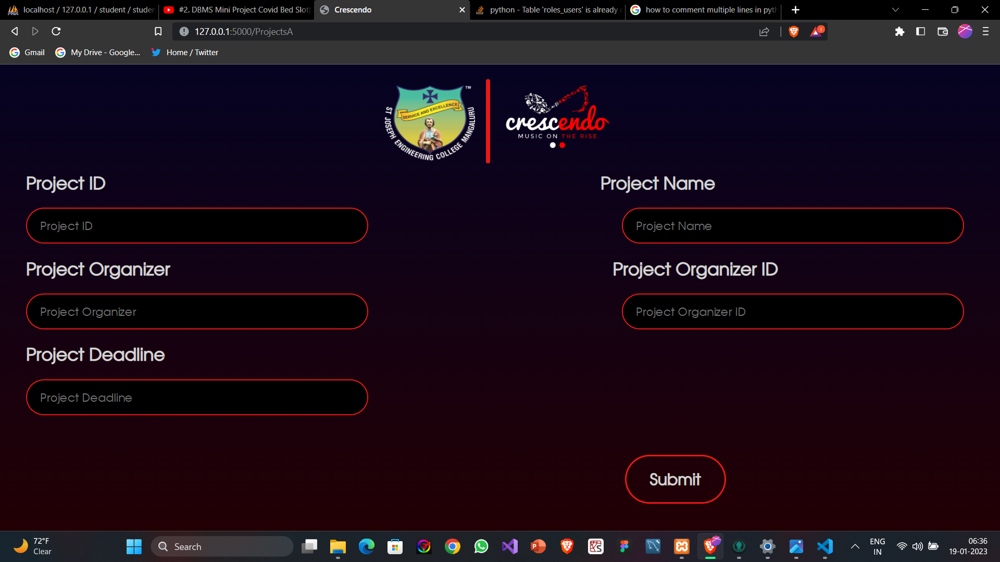 localhost / 127.0.0.1 / student / studen
#2. DBMS Mini Project Covid Bed Slot
Crescendo
python - Table 'roles_users' is already
how to comment multiple lines in pyth
127.0.0.1:5000/ProjectsA
1
Gmail
My Drive - Google...
Home / Twitter
SERVICE AND EXCELLENCE
ST JOSEPH ENGINEERING COLLEGE MANGALURU
TM
crescendo
MUSIC ON THE RISE
Project ID
Project Name
Project ID
Project Name
Project Organizer
Project Organizer ID
Project Organizer
Project Organizer ID
Project Deadline
Project Deadline
Submit
72°F
Clear
Search
ENG
IN
06:36
19-01-2023